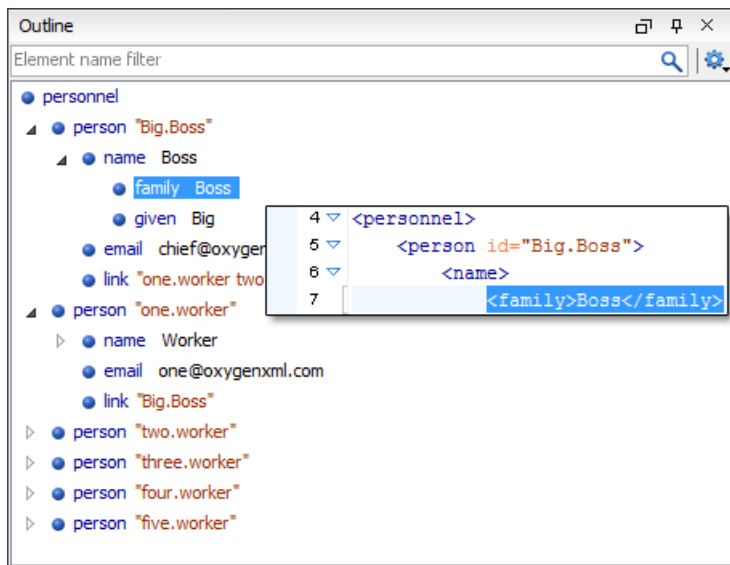 Outline
Element name filter
personnel
person "Big.Boss"
name Boss
family Boss
given Big
email chief@oxygen
link "one.worker two
person "one.worker"
name Worker
email one@oxygenxml.com
link "Big.Boss"
person "two.worker"
person "three.worker"
person "four.worker"
person "five.worker"
4 <personnel>
5 <person id="Big.Boss">
6 <name>
7 <family>Boss</family>